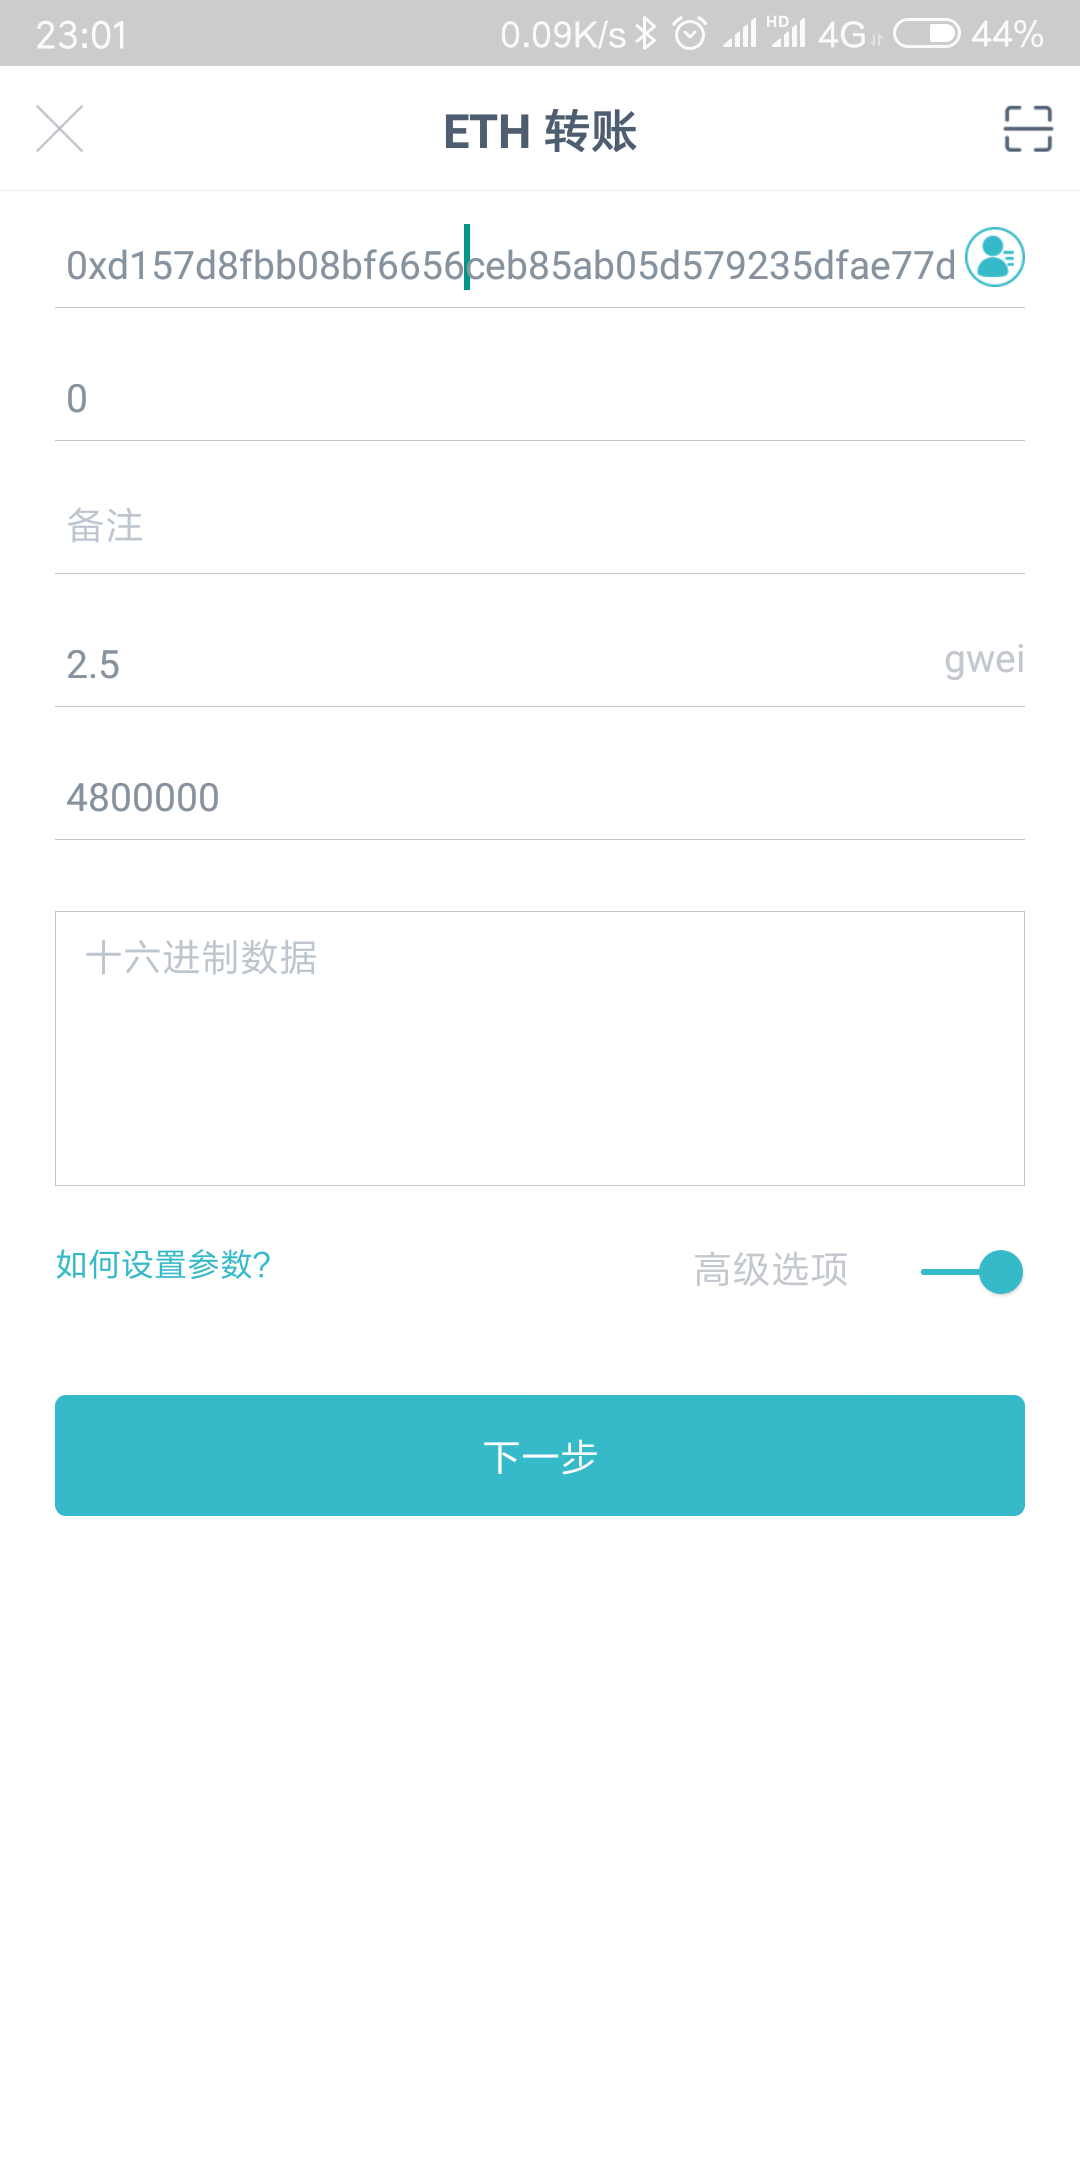 23:01 0.09K/s HD 4G 44%
ETH 转账
0xd157d8fbb08bf6656ceb85ab05d579235dfae77d
0
备注
2.5 gwei
4800000
十六进制数据
如何设置参数? 高级选项
下一步